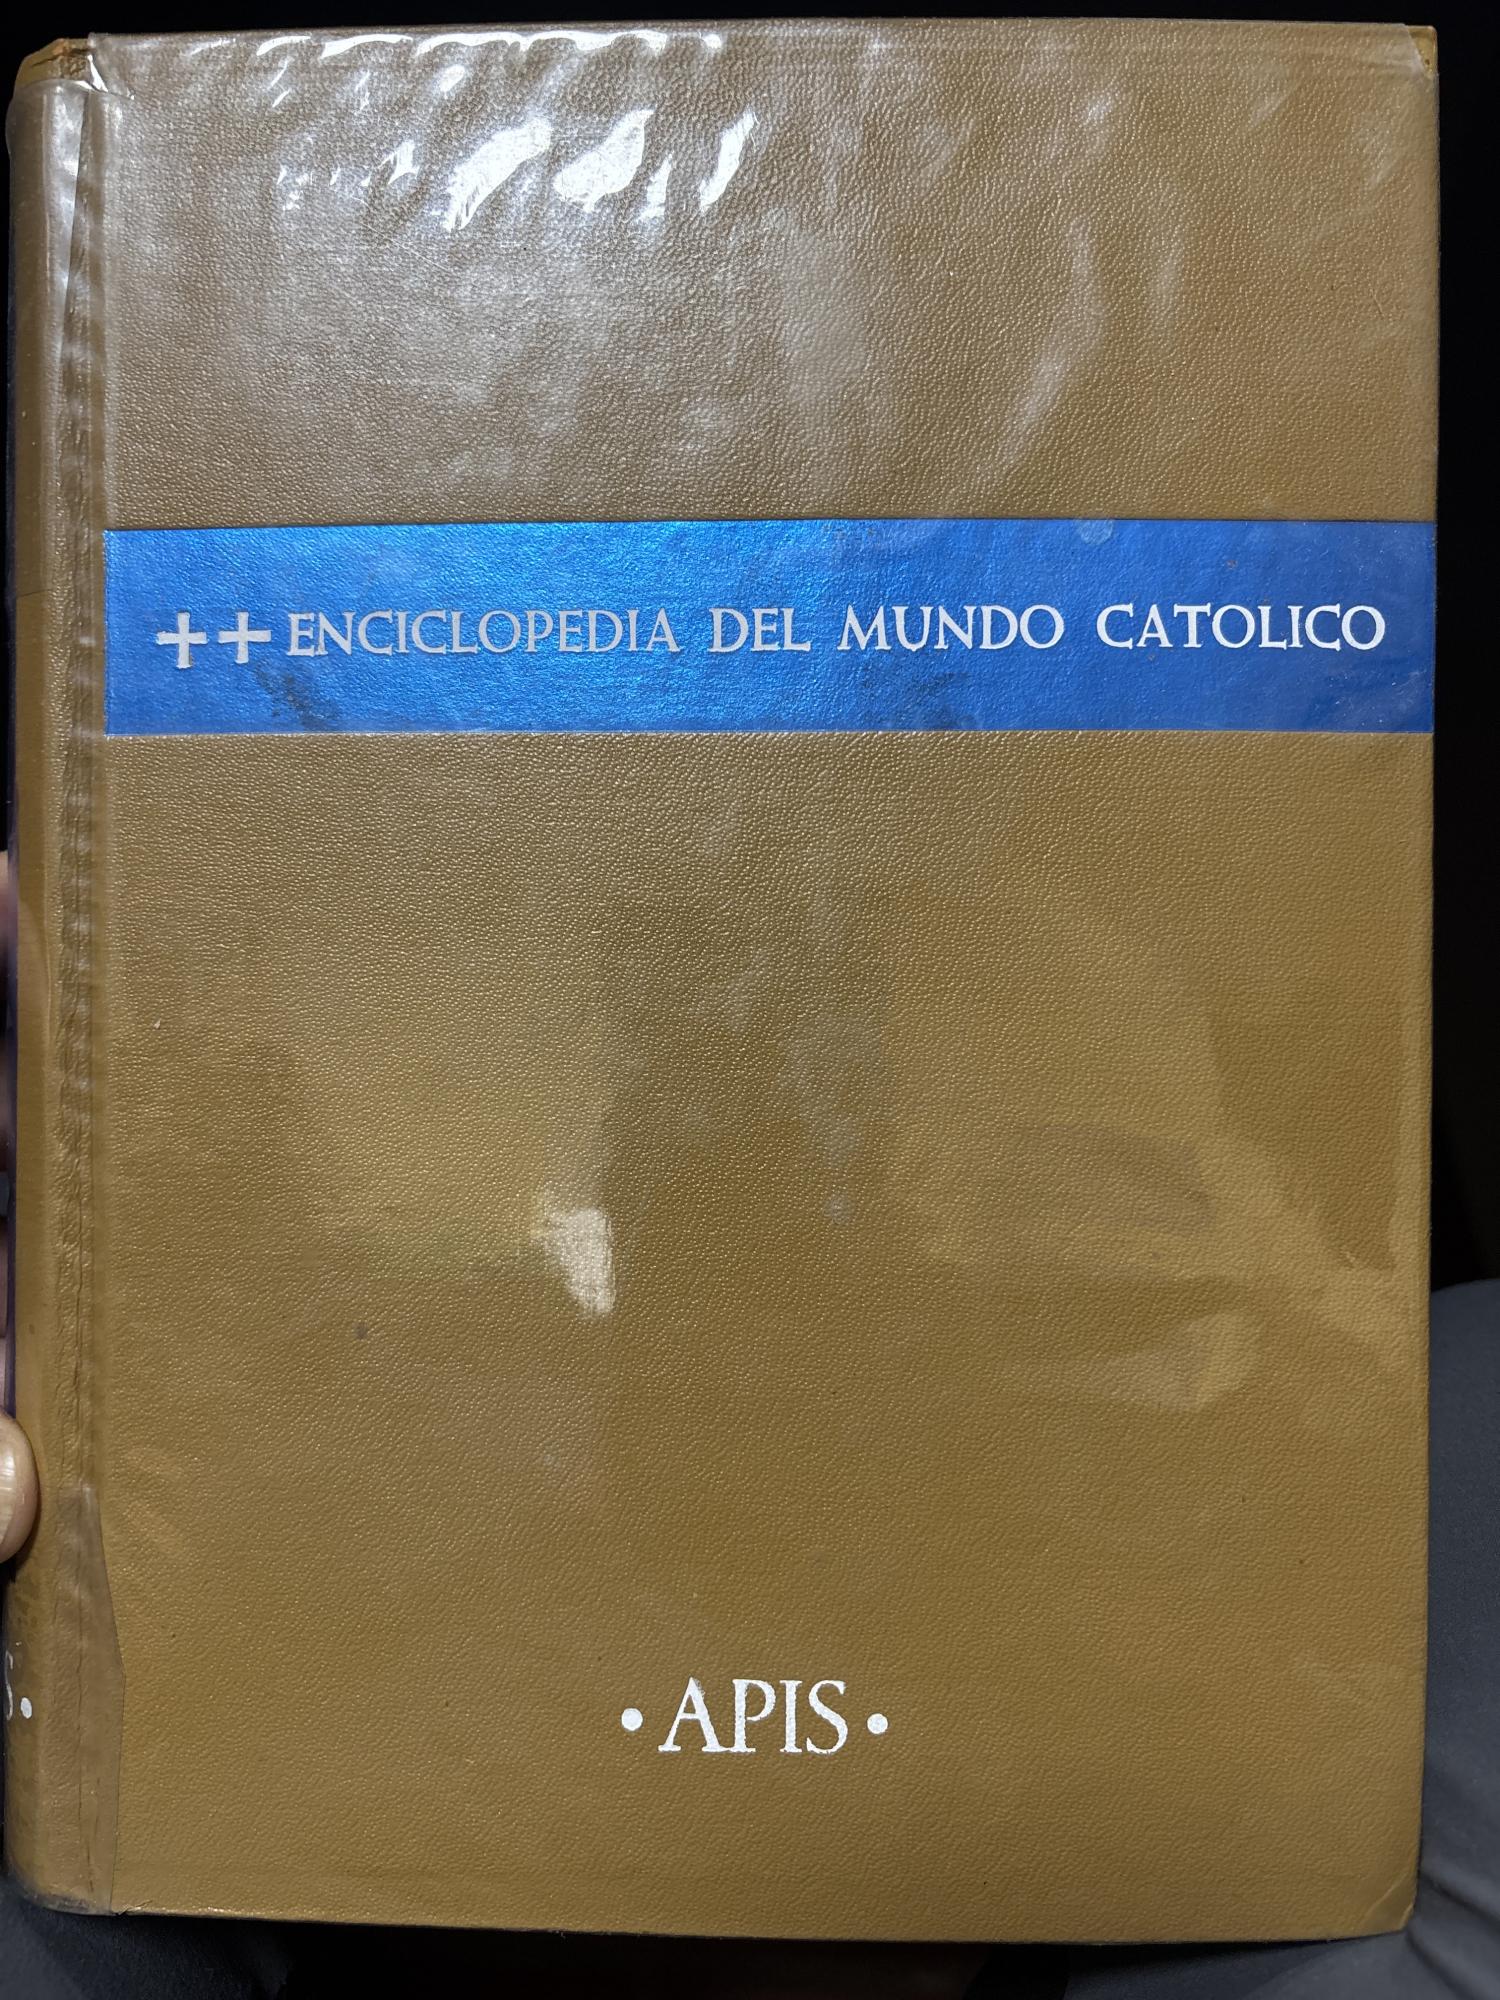 ++ ENCICLOPEDIA DEL MUNDO CATOLICO
• APIS •
S •